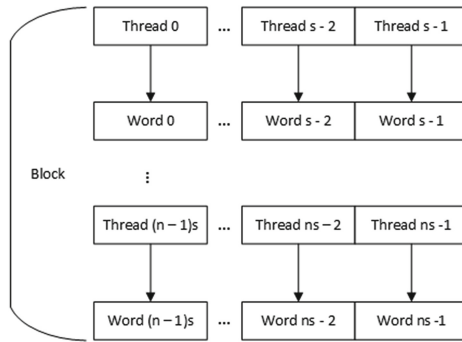 Thread 0 ... Thread s - 2 Thread s - 1
Word 0 ... Word s - 2 Word s - 1
Block
⋮
Thread (n – 1)s ... Thread ns – 2 Thread ns -1
Word (n – 1)s ... Word ns - 2 Word ns -1